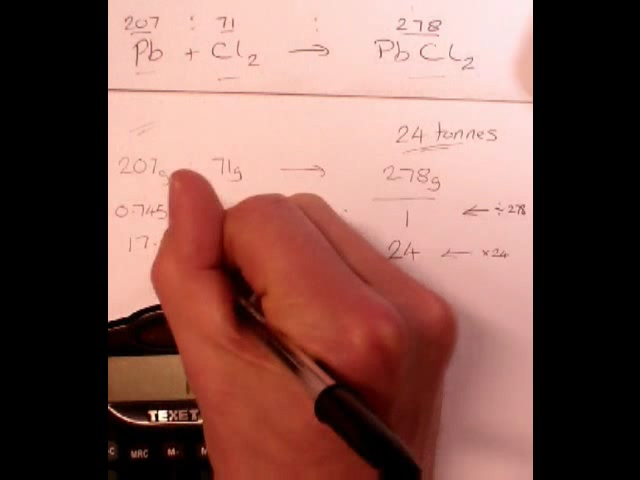 207 : 71 : 278
Pb + Cl₂ → PbCl₂
24 tonnes
207g 71g → 278g
0.745 : 1 ← ÷278
17. 24 ← ×24
TEXET
MRC M-